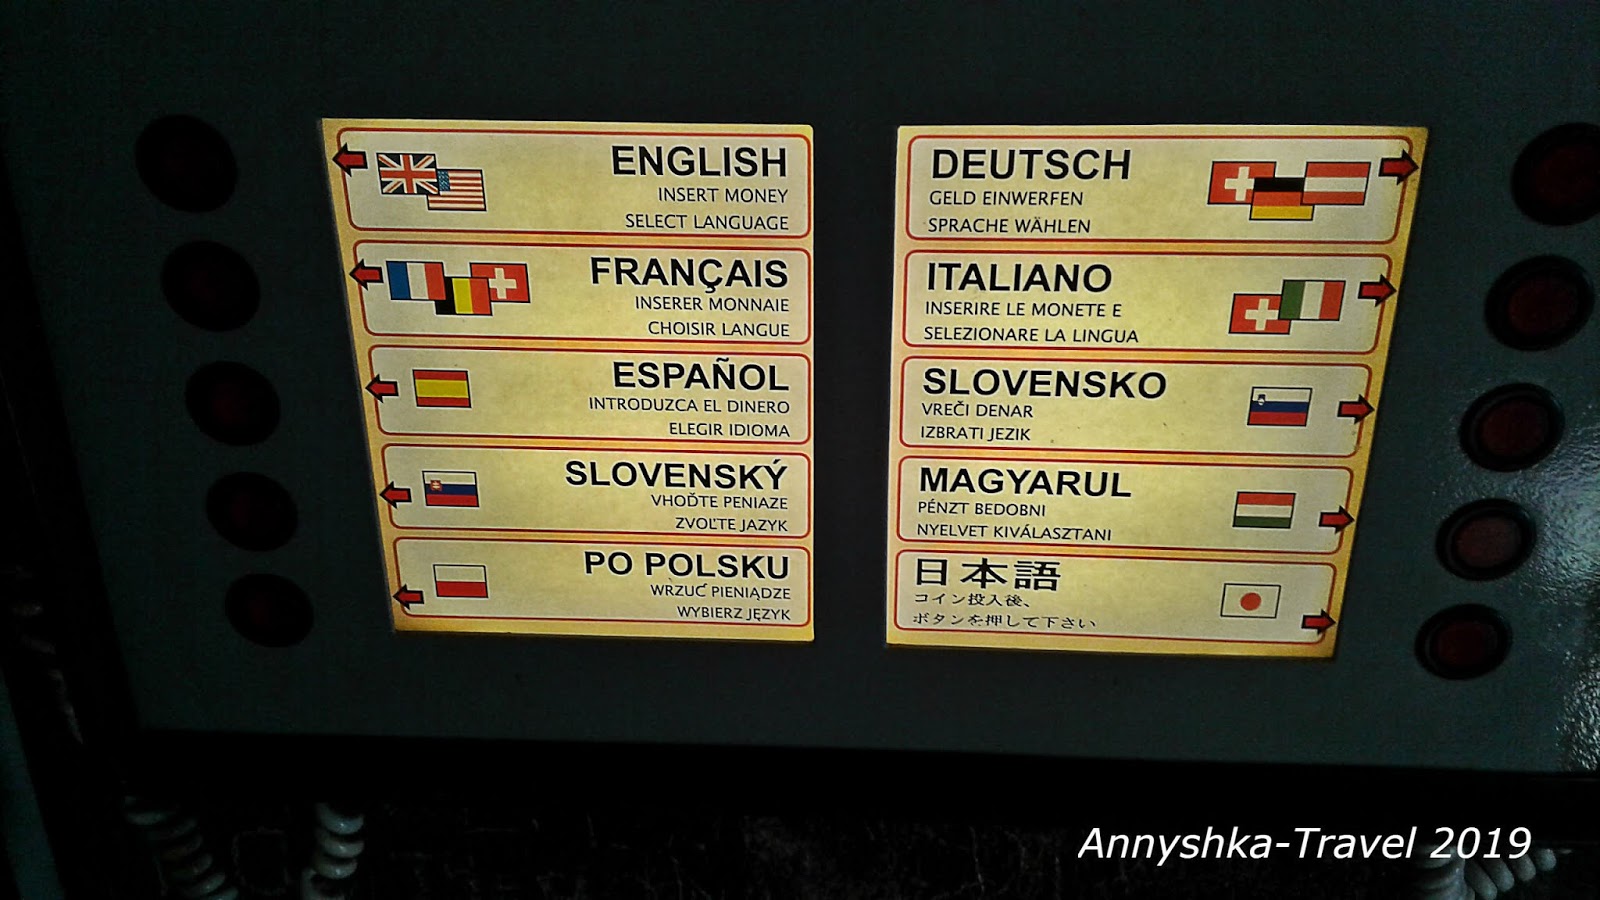 ENGLISH
INSERT MONEY
SELECT LANGUAGE
FRANÇAIS
INSERER MONNAIE
CHOISIR LANGUE
ESPAÑOL
INTRODUZCA EL DINERO
ELEGIR IDIOMA
SLOVENSKÝ
VHOĎTE PENIAZE
ZVOĽTE JAZYK
PO POLSKU
WRZUĆ PIENIĄDZE
WYBIERZ JĘZYK
DEUTSCH
GELD EINWERFEN
SPRACHE WÄHLEN
ITALIANO
INSERIRE LE MONETE E
SELEZIONARE LA LINGUA
SLOVENSKO
VREČI DENAR
IZBRATI JEZIK
MAGYARUL
PÉNZT BEDOBNI
NYELVET KIVÁLASZTANI
日本語
コイン投入後、
ボタンを押して下さい
Annyshka-Travel 2019